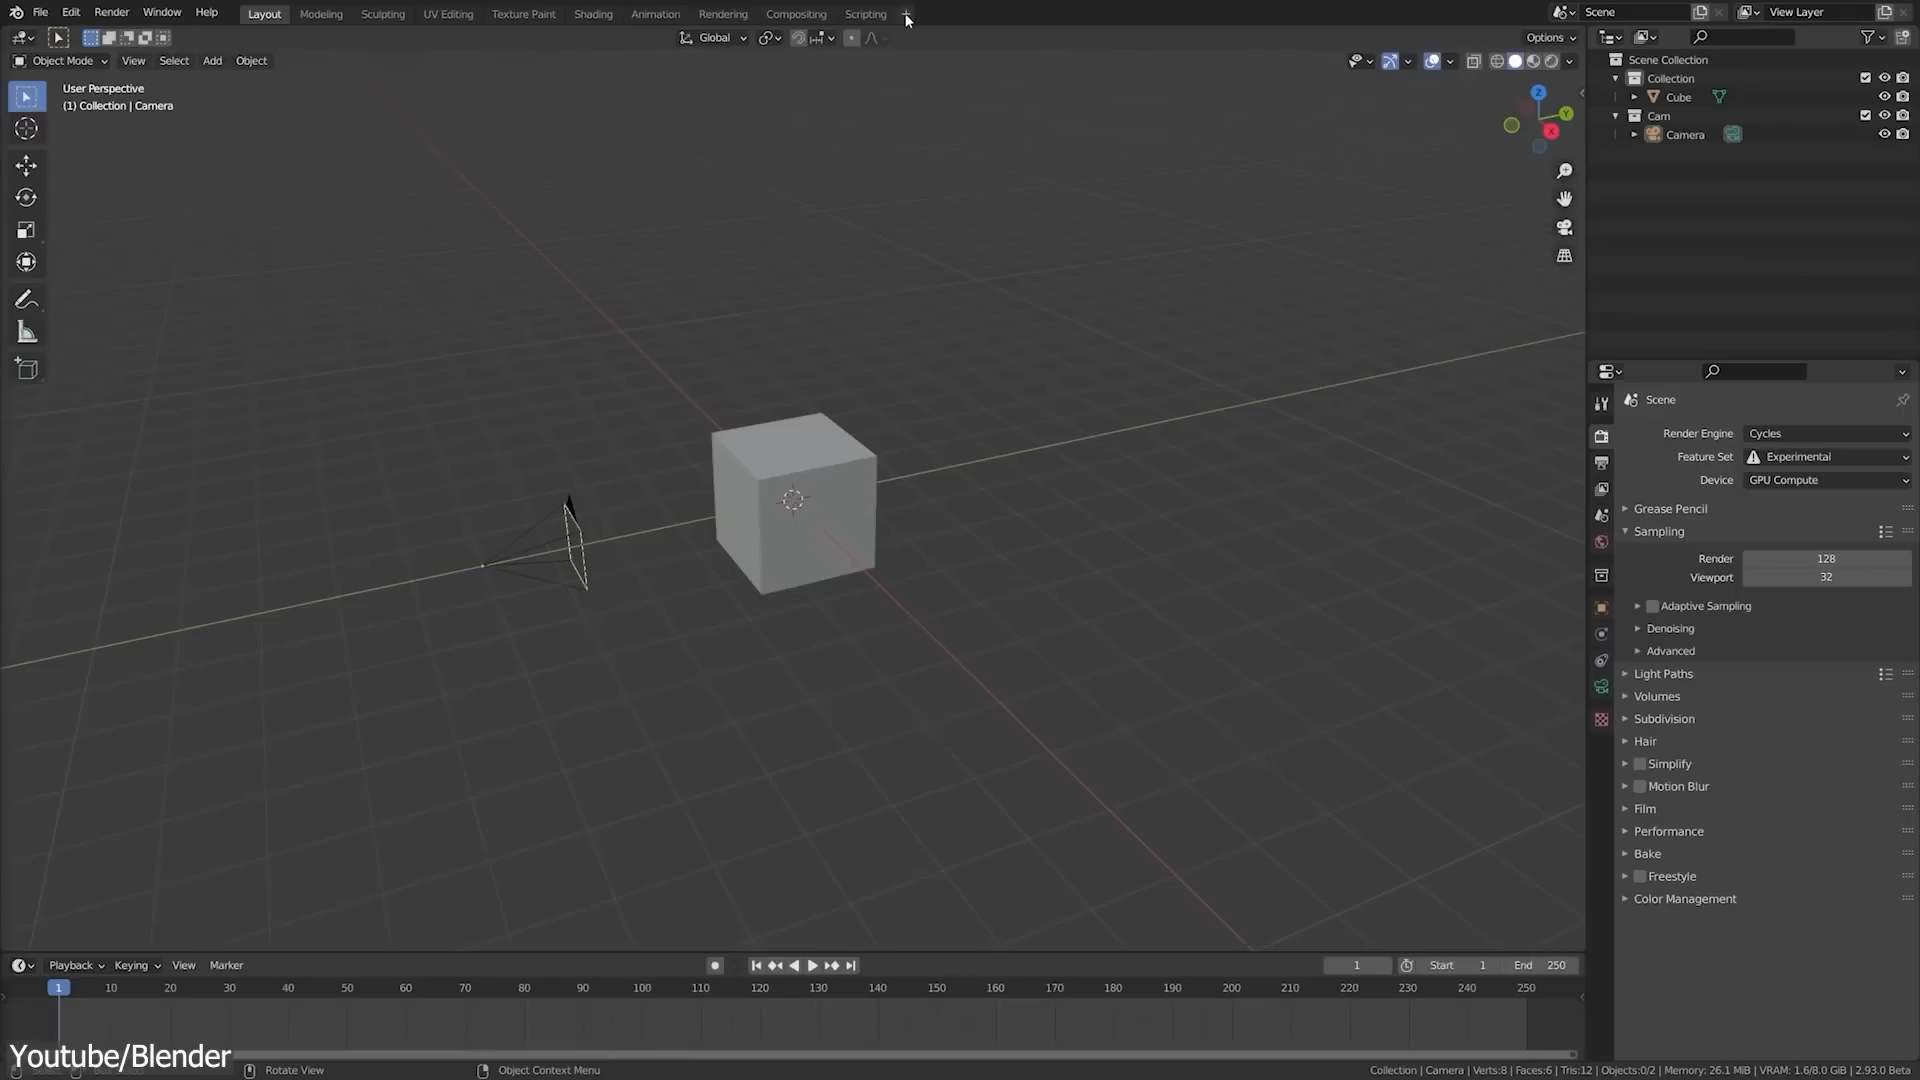 File Edit Render Window Help Layout Modeling Sculpting UV Editing Texture Paint Shading Animation Rendering Compositing Scripting + Scene View Layer
Global Options
Object Mode View Select Add Object
User Perspective
(1) Collection | Camera
Z
Y
X
Scene Collection
Collection
Cube
Cam
Camera
Scene
Render Engine Cycles
Feature Set Experimental
Device GPU Compute
Grease Pencil
Sampling
Render 128
Viewport 32
Adaptive Sampling
Denoising
Advanced
Light Paths
Volumes
Subdivision
Hair
Simplify
Motion Blur
Film
Performance
Bake
Freestyle
Color Management
Playback Keying View Marker 1 Start 1 End 250
1 10 20 30 40 50 60 70 80 90 100 110 120 130 140 150 160 170 180 190 200 210 220 230 240 250
Youtube/Blender
Rotate View Object Context Menu Collection | Camera | Verts:8 | Faces:6 | Tris:12 | Objects:0/2 | Memory: 26.1 MiB | VRAM: 1.6/8.0 GiB | 2.93.0 Beta